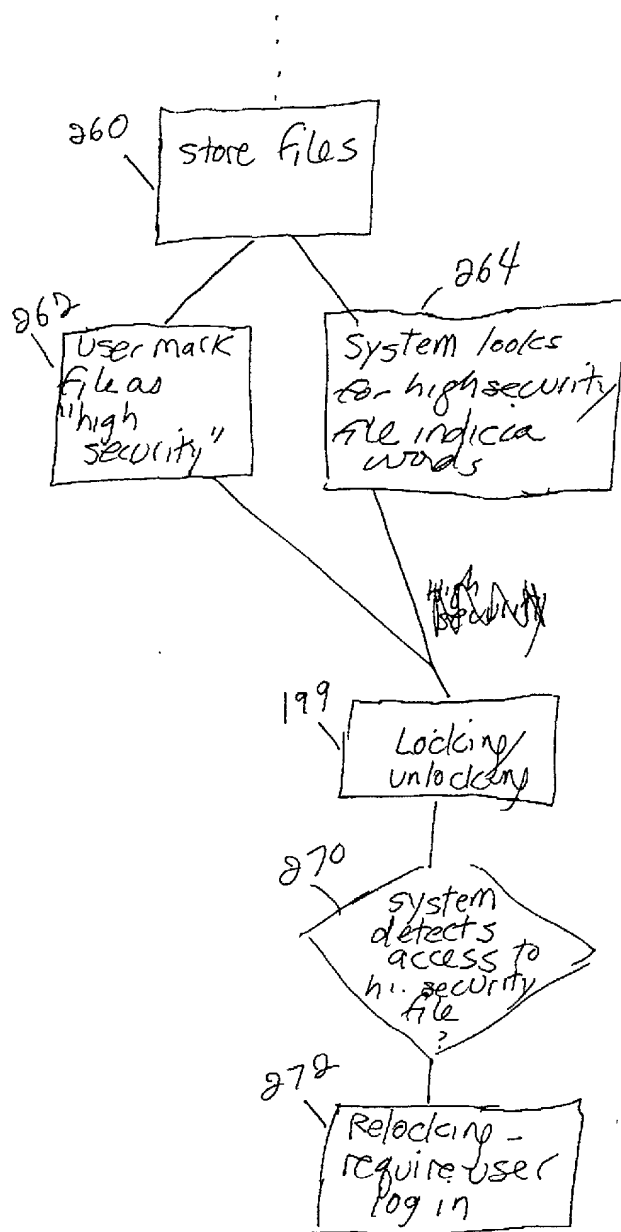 260
store files
262
user mark
file as
"high
security"
264
System looks
for high security
file indicia
words
199
Locking/
unlocking
270
system
detects
access to
hi. security
file
?
272
Relocking -
require user
log in